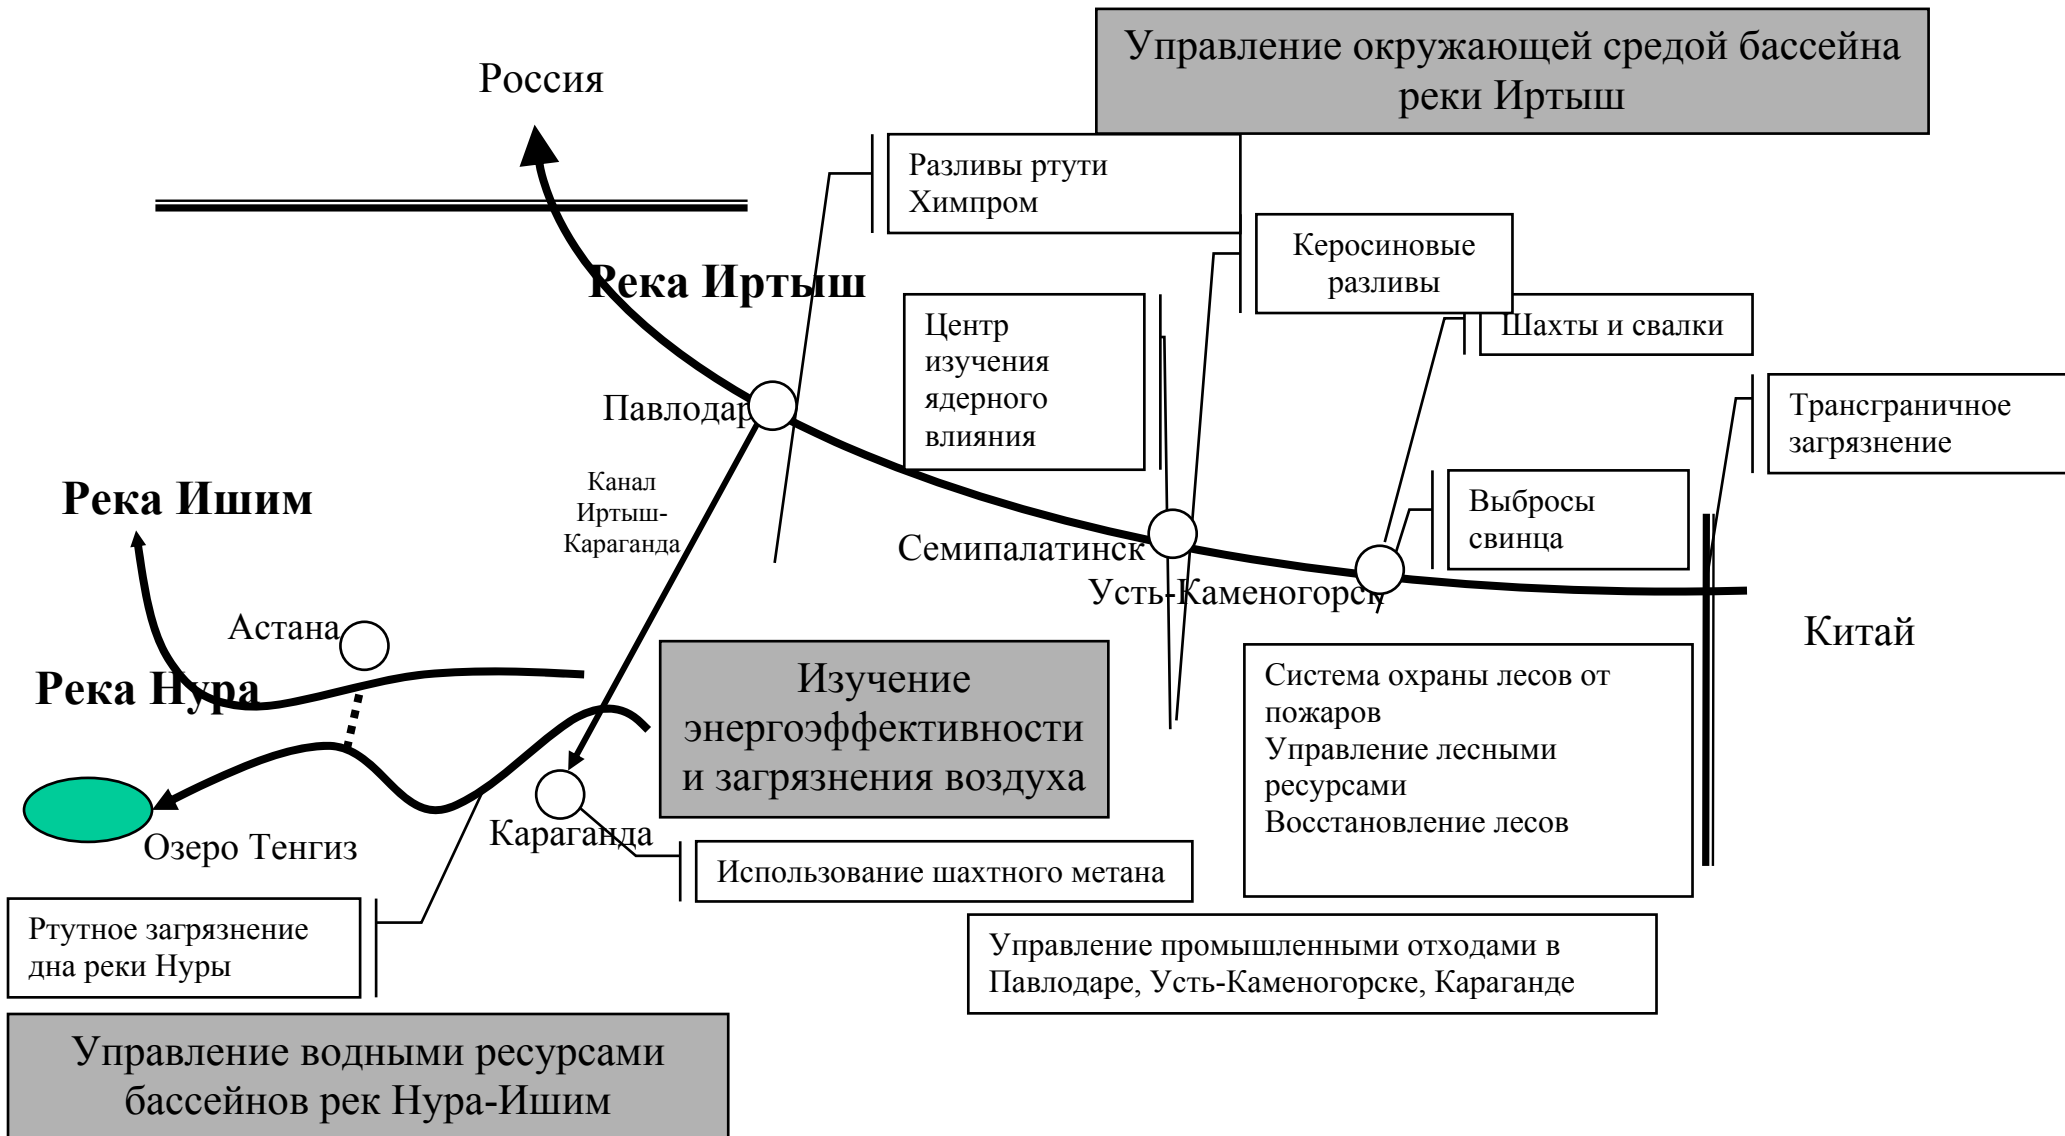 Управление окружающей средой бассейна
реки Иртыш
Россия
Разливы ртути
Химпром
Керосиновые
разливы
Река Иртыш
Центр
изучения
ядерного
влияния
Шахты и свалки
Трансграничное
загрязнение
Павлодар
Канал
Иртыш-
Караганда
Река Ишим
Выбросы
свинца
Семипалатинск
Усть-Каменогорск
Астана
Китай
Река Нура
Изучение
энергоэффективности
и загрязнения воздуха
Система охраны лесов от
пожаров
Управление лесными
ресурсами
Восстановление лесов
Караганда
Озеро Тенгиз
Использование шахтного метана
Ртутное загрязнение
дна реки Нуры
Управление промышленными отходами в
Павлодаре, Усть-Каменогорске, Караганде
Управление водными ресурсами
бассейнов рек Нура-Ишим